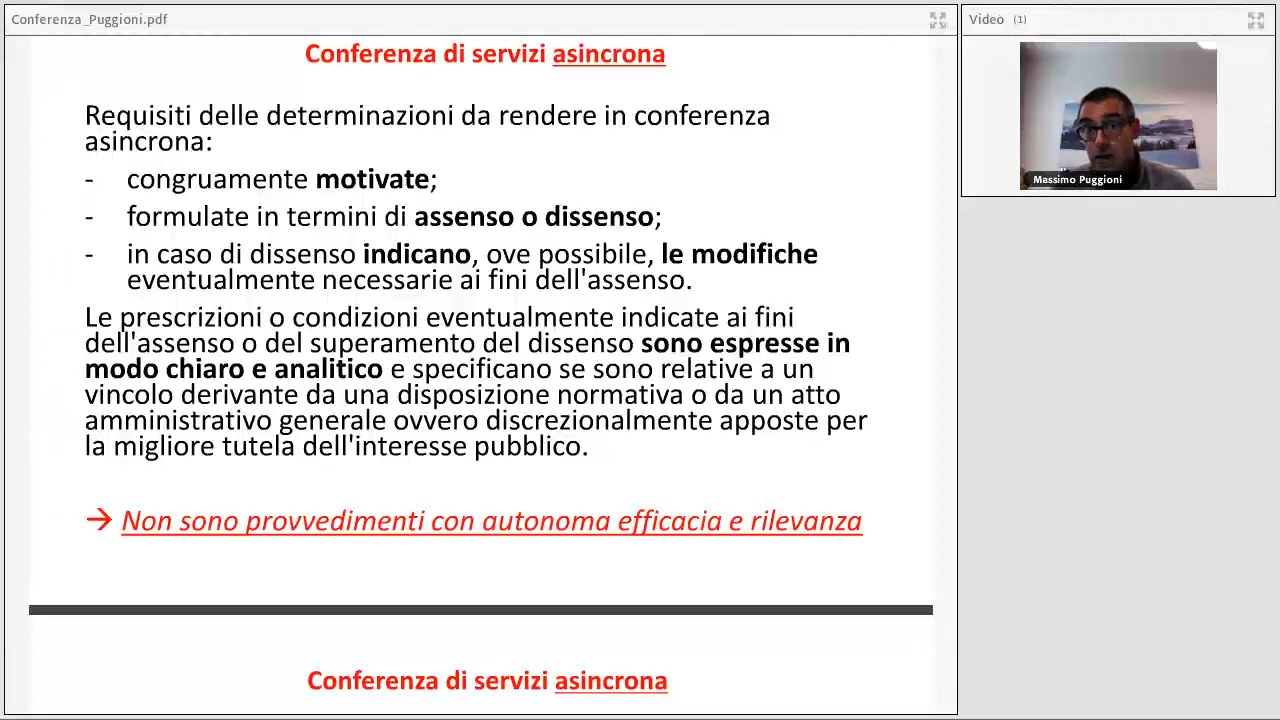 Conferenza_Puggioni.pdf
Video (1)
Conferenza di servizi asincrona
Requisiti delle determinazioni da rendere in conferenza
asincrona:
- congruamente motivate;
- formulate in termini di assenso o dissenso;
- in caso di dissenso indicano, ove possibile, le modifiche
eventualmente necessarie ai fini dell'assenso.
Le prescrizioni o condizioni eventualmente indicate ai fini
dell'assenso o del superamento del dissenso sono espresse in
modo chiaro e analitico e specificano se sono relative a un
vincolo derivante da una disposizione normativa o da un atto
amministrativo generale ovvero discrezionalmente apposte per
la migliore tutela dell'interesse pubblico.
→ Non sono provvedimenti con autonoma efficacia e rilevanza
Conferenza di servizi asincrona
Massimo Puggioni